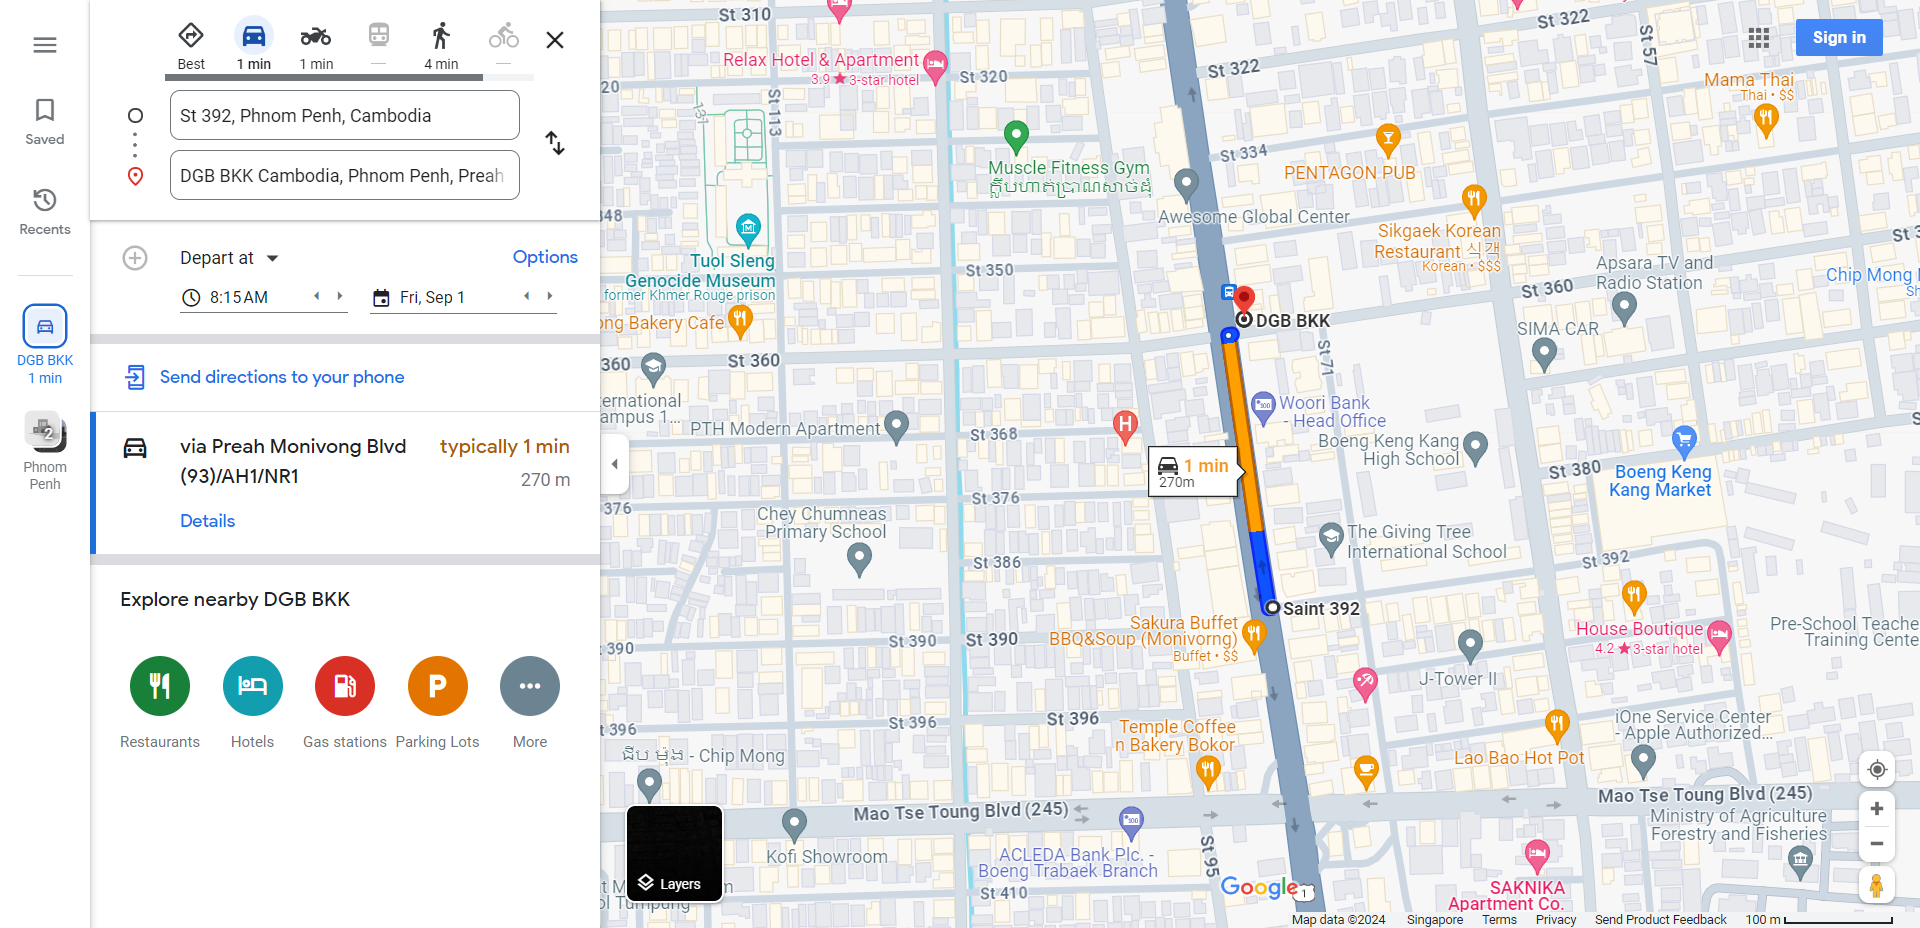 Best
1 min
1 min
—
4 min
—
Saved
Recents
DGB BKK
1 min
2
Phnom
Penh
St 392, Phnom Penh, Cambodia
DGB BKK Cambodia, Phnom Penh, Preah
Depart at
Options
8:15 AM
Fri, Sep 1
Send directions to your phone
via Preah Monivong Blvd
(93)/AH1/NR1
typically 1 min
270 m
Details
Explore nearby DGB BKK
Restaurants
Hotels
Gas stations
P
Parking Lots
More
Sign in
St 310
St 322
St 57
Relax Hotel & Apartment
3.9 ★ 3-star hotel
St 320
St 322
Mama Thai
Thai • $$
20
131
St 113
St 334
Muscle Fitness Gym
ក្លឹបហាត់ប្រាណសាច់ដុំ
PENTAGON PUB
Awesome Global Center
348
Sikgaek Korean
Restaurant 식객
Korean • $$$
St 3
Tuol Sleng
Genocide Museum
former Khmer Rouge prison
St 350
Apsara TV and
Radio Station
Chip Mong
Sh
St 360
ong Bakery Cafe
DGB BKK
SIMA CAR
360
St 360
St 71
ernational
ampus 1...
PTH Modern Apartment
St 368
H
Woori Bank
- Head Office
Boeng Keng Kang
High School
S
St 380
Boeng Keng
Kang Market
1 min
270m
376
St 376
Chey Chumneas
Primary School
The Giving Tree
International School
St 386
St 392
Saint 392
Sakura Buffet
BBQ&Soup (Monivorng)
Buffet • $$
House Boutique
4.2 ★ 3-star hotel
Pre-School Teache
Training Cente
390
St 390
St 390
J-Tower II
396
St 396
St 396
Temple Coffee
n Bakery Bokor
iOne Service Center
- Apple Authorized...
Lao Bao Hot Pot
ជីប ម៉ុង - Chip Mong
Mao Tse Toung Blvd (245)
Mao Tse Toung Blvd (245)
Ministry of Agriculture
Forestry and Fisheries
Kofi Showroom
ACLEDA Bank Plc. -
Boeng Trabaek Branch
St 95
Layers
t M
m
ol Tumpung
St 410
Google
1
SAKNIKA
Apartment Co.
Map data ©2024
Singapore
Terms
Privacy
Send Product Feedback
100 m